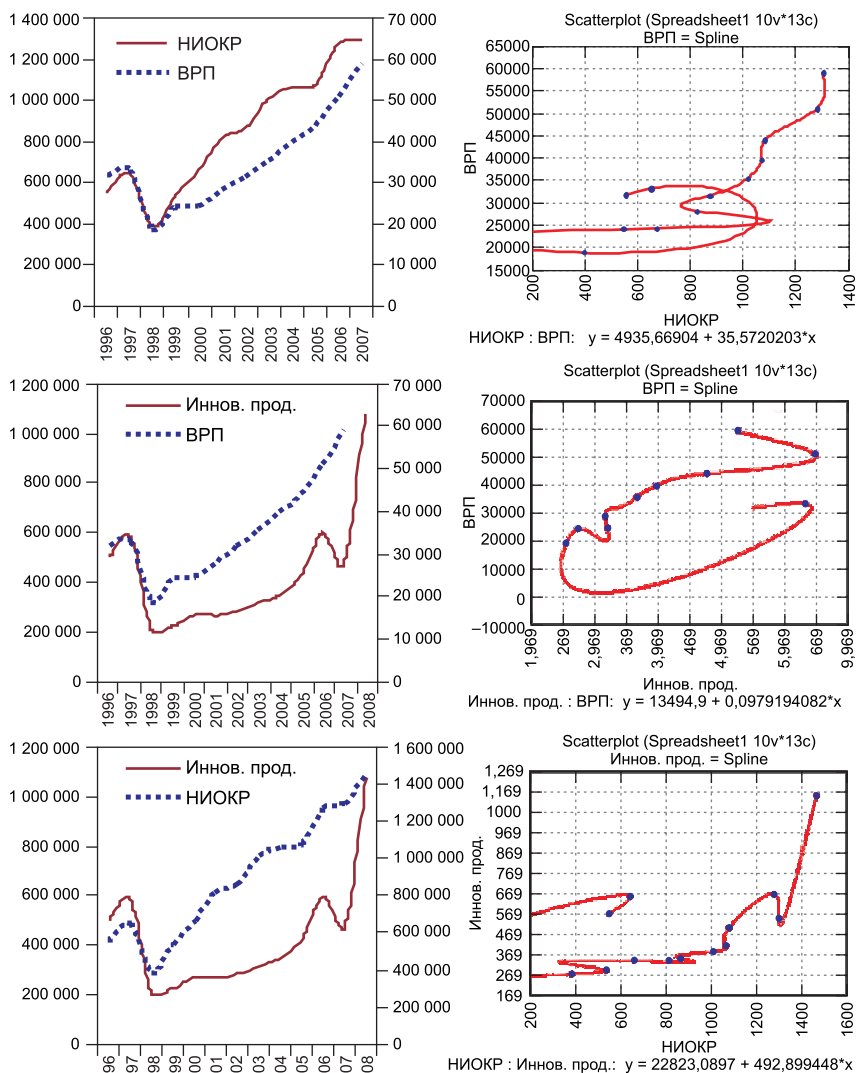 1 400 000
1 200 000
1 000 000
800 000
600 000
400 000
200 000
0
НИОКР
ВРП
70 000
60 000
50 000
40 000
30 000
20 000
10 000
0
1996 1997 1998 1999 2000 2001 2002 2003 2004 2005 2006 2007
Scatterplot (Spreadsheet1 10v*13c)
ВРП = Spline
ВРП
65000
60000
55000
50000
45000
40000
35000
30000
25000
20000
15000
200 400 600 800 1000 1200 1400
НИОКР
НИОКР : ВРП: y = 4935,66904 + 35,5720203*x
1 200 000
1 000 000
800 000
600 000
400 000
200 000
0
Иннов. прод.
ВРП
70 000
60 000
50 000
40 000
30 000
20 000
10 000
0
1996 1997 1998 1999 2000 2001 2002 2003 2004 2005 2006 2007 2008
Scatterplot (Spreadsheet1 10v*13c)
ВРП = Spline
ВРП
70000
60000
50000
40000
30000
20000
10000
0
–10000
1,969 269 2,969 369 3,969 469 4,969 569 5,969 669 9,969
Иннов. прод.
Иннов. прод. : ВРП: y = 13494,9 + 0,0979194082*x
1 200 000
1 000 000
800 000
600 000
400 000
200 000
0
Иннов. прод.
НИОКР
1 600 000
1 400 000
1 200 000
1 000 000
800 000
600 000
400 000
200 000
0
96 97 98 99 00 01 02 03 04 05 06 07 08
Scatterplot (Spreadsheet1 10v*13c)
Иннов. прод. = Spline
Иннов. прод.
1,269
1,169
1000
969
869
769
669
569
469
369
269
169
200 400 600 800 1000 1200 1400 1600
НИОКР
НИОКР : Иннов. прод.: y = 22823,0897 + 492,899448*x